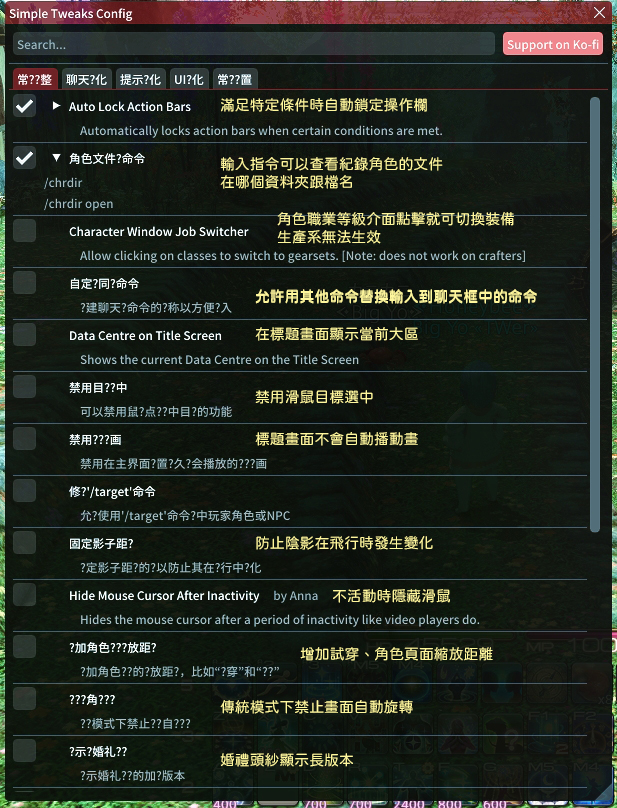 Simple Tweaks Config
Search...
Support on Ko-fi
常??整 聊天?化 提示?化 UI?化 常??置
Auto Lock Action Bars 滿足特定條件時自動鎖定操作欄
Automatically locks action bars when certain conditions are met.
角色文件?命令 輸入指令可以查看紀錄角色的文件
/chrdir 在哪個資料夾跟檔名
/chrdir open
角色職業等級介面點擊就可切換裝備
Character Window Job Switcher 生產系無法生效
Allow clicking on classes to switch to gearsets. [Note: does not work on crafters]
自定?同?命令
允許用其他命令替換輸入到聊天框中的命令
?建聊天?命令的?称以方便?入
Data Centre on Title Screen 在標題畫面顯示當前大區
Shows the current Data Centre on the Title Screen
禁用目??中
禁用滑鼠目標選中
可以禁用鼠?点??中目?的功能
禁用???画 標題畫面不會自動播動畫
禁用在主界面?置?久?会播放的???画
修?'/target'命令
允?使用'/target'命令?中玩家角色或NPC
固定影子距? 防止陰影在飛行時發生變化
?定影子距?的?以防止其在?行中?化
Hide Mouse Cursor After Inactivity by Anna 不活動時隱藏滑鼠
Hides the mouse cursor after a period of inactivity like video players do.
?加角色???放距? 增加試穿、角色頁面縮放距離
?加角色??的?放距?，比如“?穿”和“??”
???角??? 傳統模式下禁止畫面自動旋轉
??模式下禁止??自???
?示?婚礼?? 婚禮頭紗顯示長版本
?示婚礼??的加?版本